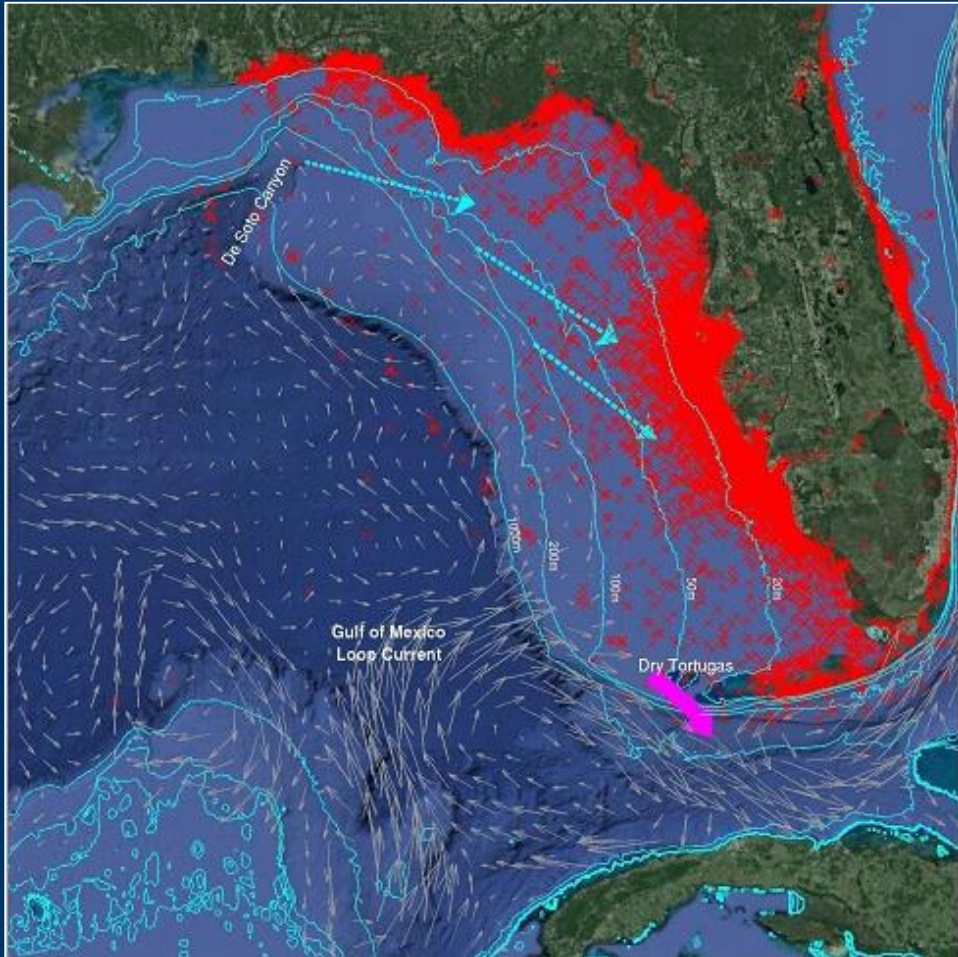 De Soto Canyon
1000m
200m
100m
50m
20m
Gulf of Mexico
Loop Current
Dry Tortugas